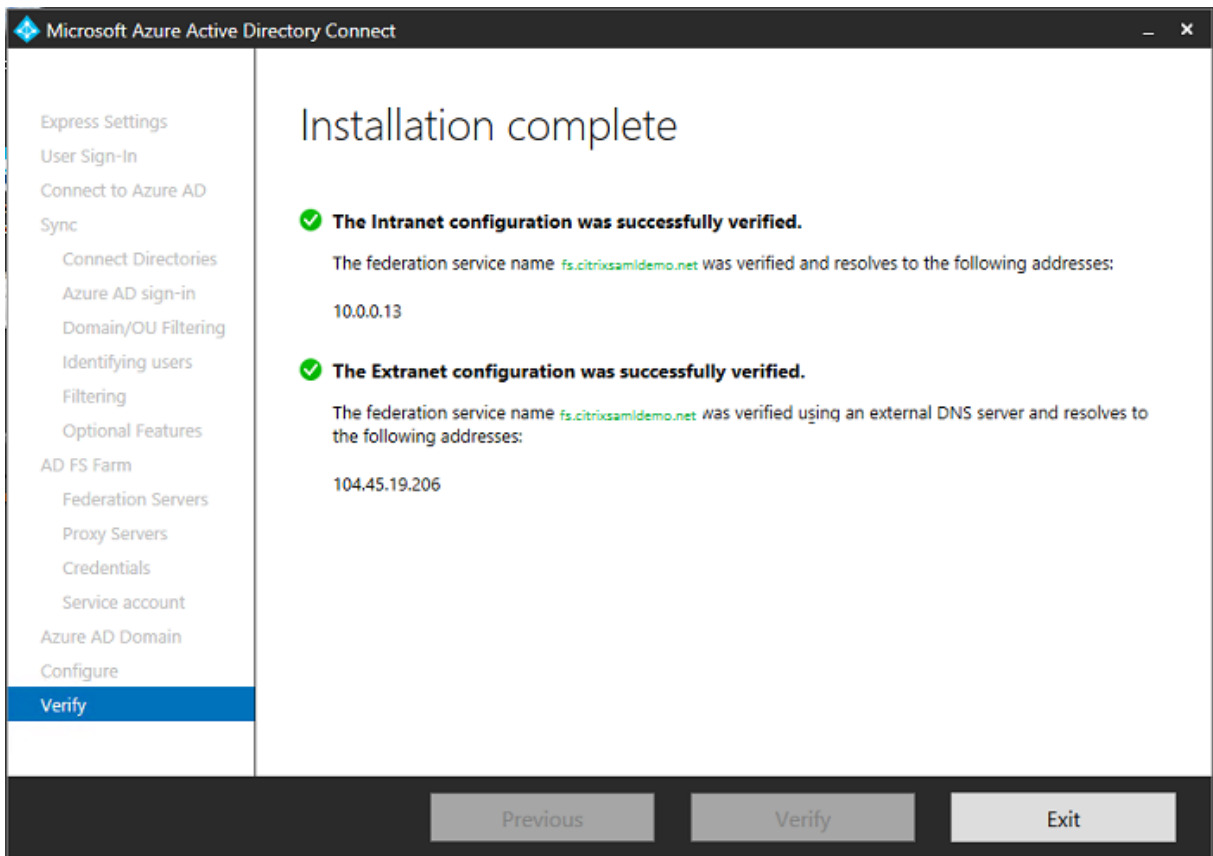 Microsoft Azure Active Directory Connect
Express Settings
User Sign-In
Connect to Azure AD
Sync
Connect Directories
Azure AD sign-in
Domain/OU Filtering
Identifying users
Filtering
Optional Features
AD FS Farm
Federation Servers
Proxy Servers
Credentials
Service account
Azure AD Domain
Configure
Verify
Installation complete
The Intranet configuration was successfully verified.
The federation service name fs.citrixsamldemo.net was verified and resolves to the following addresses:
10.0.0.13
The Extranet configuration was successfully verified.
The federation service name fs.citrixsamldemo.net was verified using an external DNS server and resolves to
the following addresses:
104.45.19.206
Previous
Verify
Exit